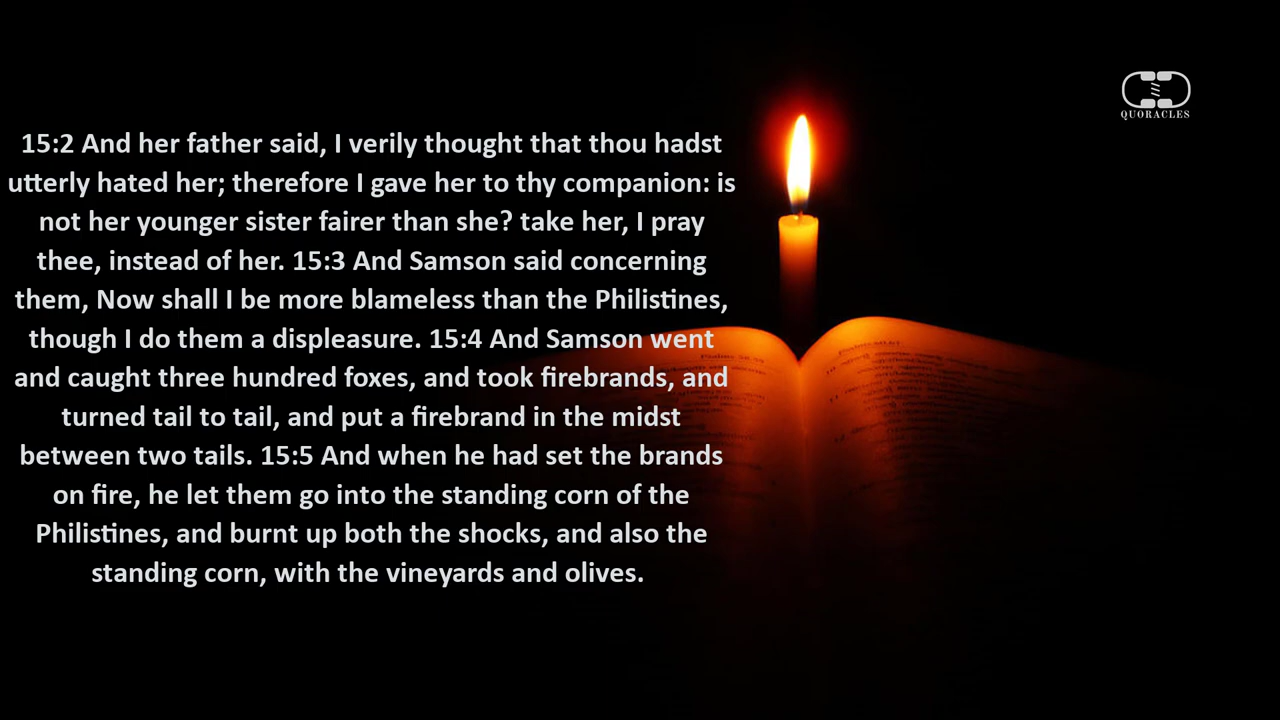 QUORACLES
15:2 And her father said, I verily thought that thou hadst
utterly hated her; therefore I gave her to thy companion: is
not her younger sister fairer than she? take her, I pray
thee, instead of her. 15:3 And Samson said concerning
them, Now shall I be more blameless than the Philistines,
though I do them a displeasure. 15:4 And Samson went
and caught three hundred foxes, and took firebrands, and
turned tail to tail, and put a firebrand in the midst
between two tails. 15:5 And when he had set the brands
on fire, he let them go into the standing corn of the
Philistines, and burnt up both the shocks, and also the
standing corn, with the vineyards and olives.